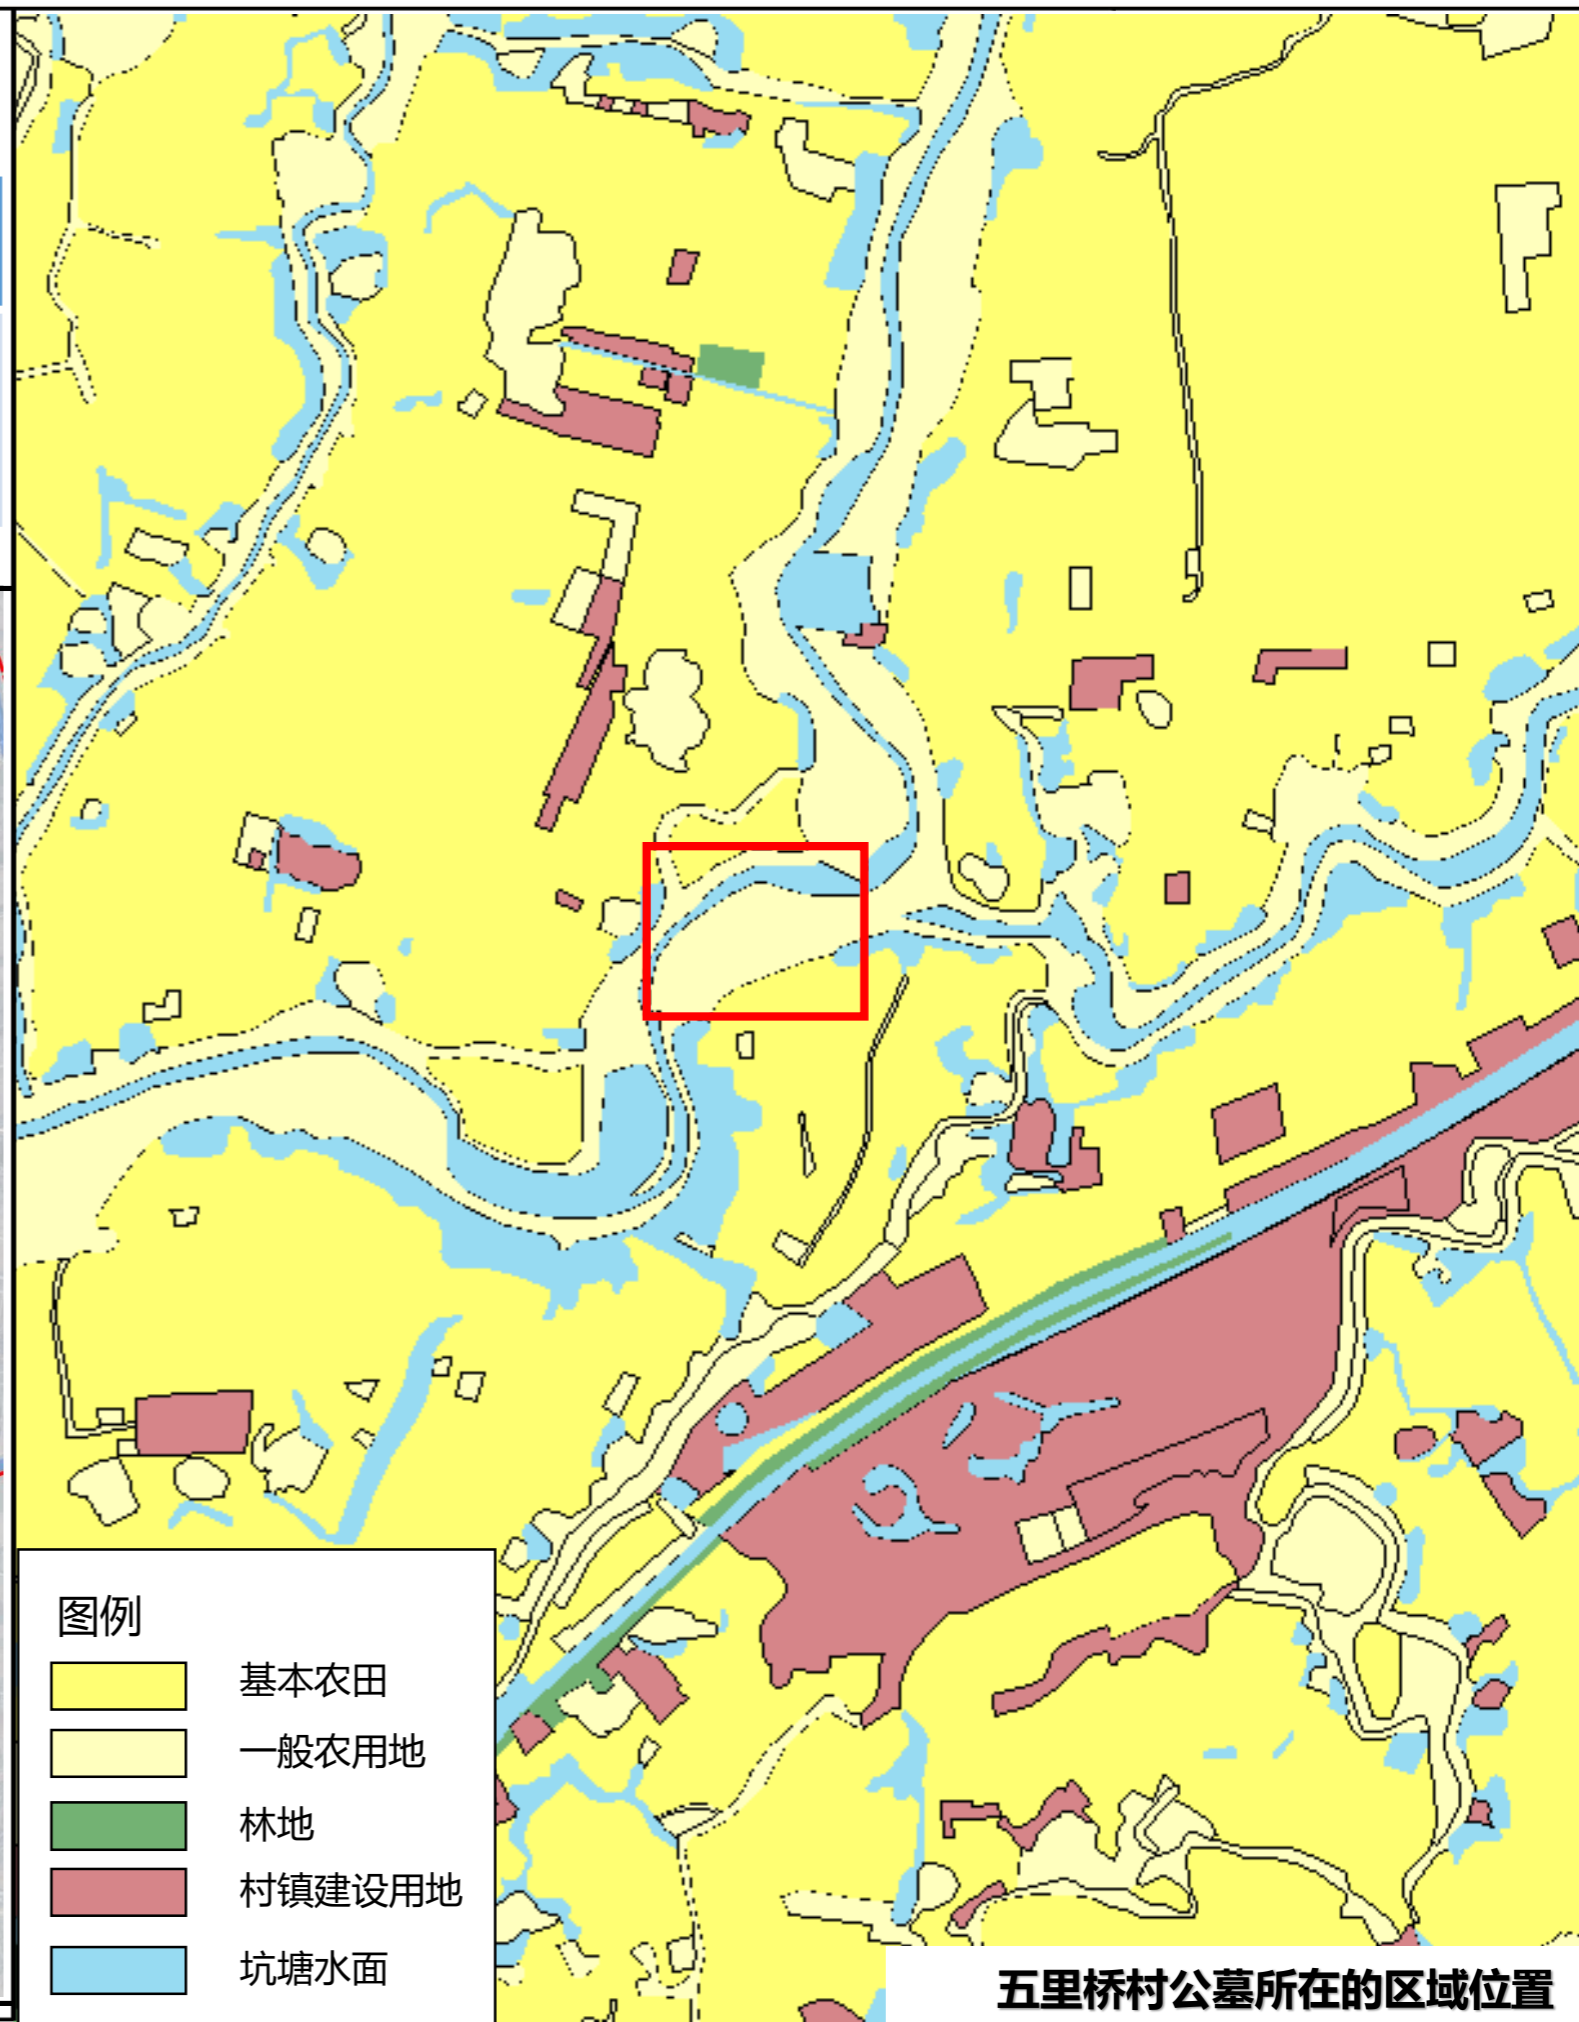 图例
基本农田
一般农用地
林地
村镇建设用地
坑塘水面
五里桥村公墓所在的区域位置